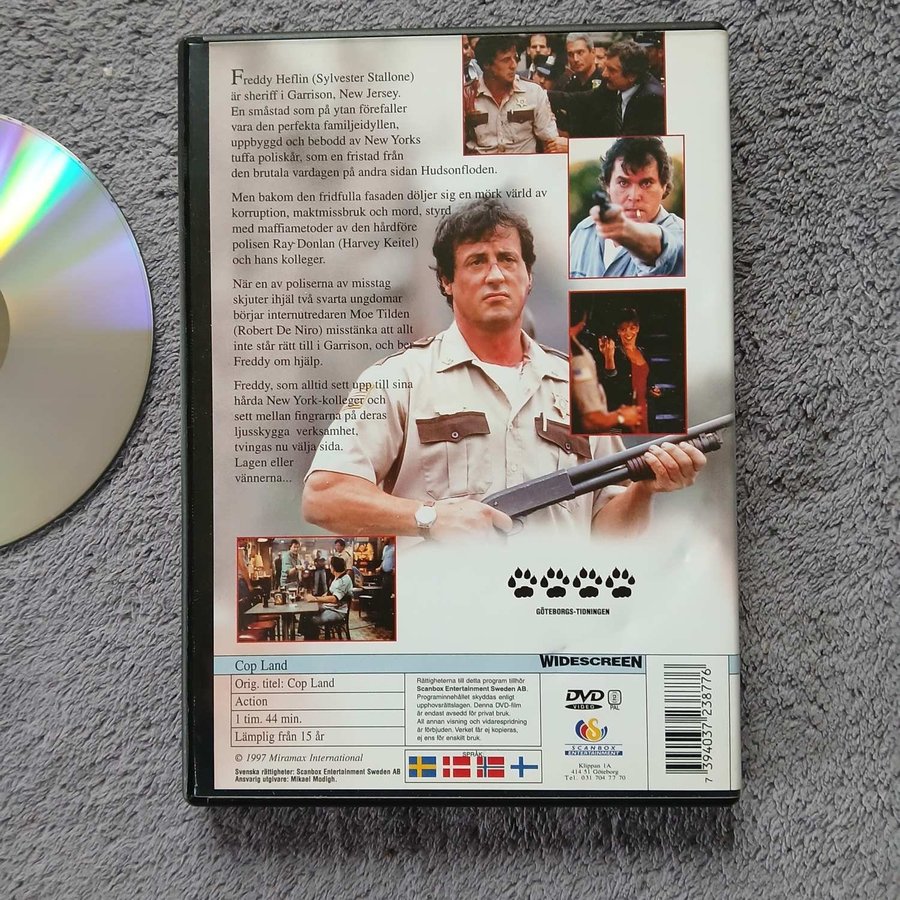 Freddy Heflin (Sylvester Stallone)
är sheriff i Garrison, New Jersey.
En småstad som på ytan förefaller
vara den perfekta familjeidyllen,
uppbyggd och bebodd av New Yorks
tuffa poliskår, som en fristad från
den brutala vardagen på andra sidan Hudsonfloden.
Men bakom den fridfulla fasaden döljer sig en mörk värld av
korruption, maktmissbruk och mord, styrd
med maffiametoder av den hårdföre
polisen Ray Donlan (Harvey Keitel)
och hans kolleger.
När en av poliserna av misstag
skjuter ihjäl två svarta ungdomar
börjar internutredaren Moe Tilden
(Robert De Niro) misstänka att allt
inte står rätt till i Garrison, och ber
Freddy om hjälp.
Freddy, som alltid sett upp till sina
hårda New York-kolleger och
sett mellan fingrarna på deras
ljusskygga verksamhet,
tvingas nu välja sida.
Lagen eller
vännerna...
GÖTEBORGS-TIDNINGEN
Cop Land
WIDESCREEN
Orig. titel: Cop Land
Action
1 tim. 44 min.
Lämplig från 15 år
© 1997 Miramax International
Svenska rättigheter: Scanbox Entertainment Sweden AB
Ansvarig utgivare: Mikael Modigh.
Rättigheterna till detta program tillhör
Scanbox Entertainment Sweden AB.
Programinnehållet skyddas enligt
upphovsrättslagen. Denna DVD-film
är endast avsedd för privat bruk.
All annan visning och vidarespridning
är förbjuden. Verket får ej kopieras,
ej ens för enskilt bruk.
SPRÅK
DVD
VIDEO
2
PAL
SCANBOX
ENTERTAINMENT
Klippan 1A
414 51 Göteborg
Tel. 031 704 77 70
7 394037 238776